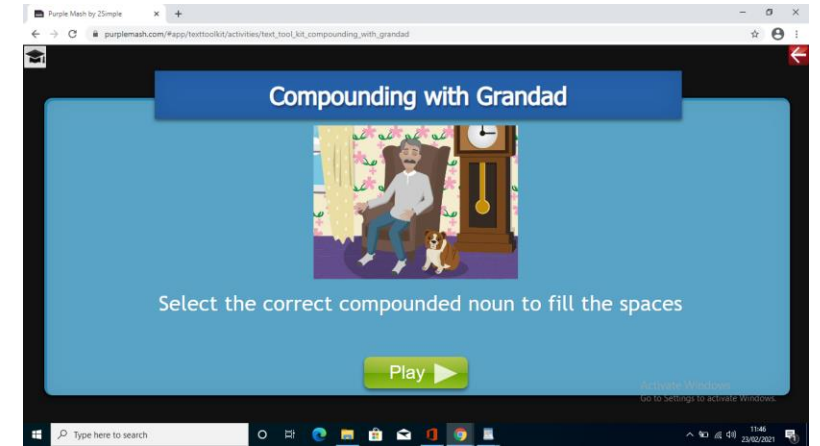 Purple Mash by 2Simple
purplemash.com/#app/texttoolkit/activities/text_tool_kit_compounding_with_grandad
Compounding with Grandad
Select the correct compounded noun to fill the spaces
Play
Activate Windows
Go to Settings to activate Windows.
Type here to search
11:46
23/02/2021